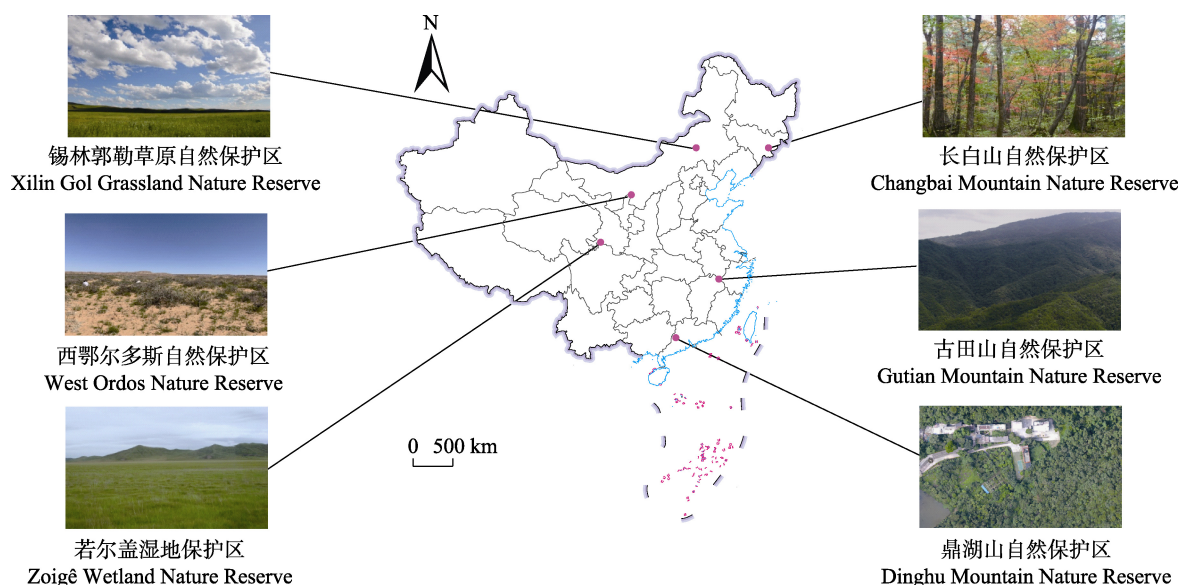 N
锡林郭勒草原自然保护区
Xilin Gol Grassland Nature Reserve
长白山自然保护区
Changbai Mountain Nature Reserve
西鄂尔多斯自然保护区
West Ordos Nature Reserve
古田山自然保护区
Gutian Mountain Nature Reserve
0 500 km
若尔盖湿地保护区
Zoigê Wetland Nature Reserve
鼎湖山自然保护区
Dinghu Mountain Nature Reserve